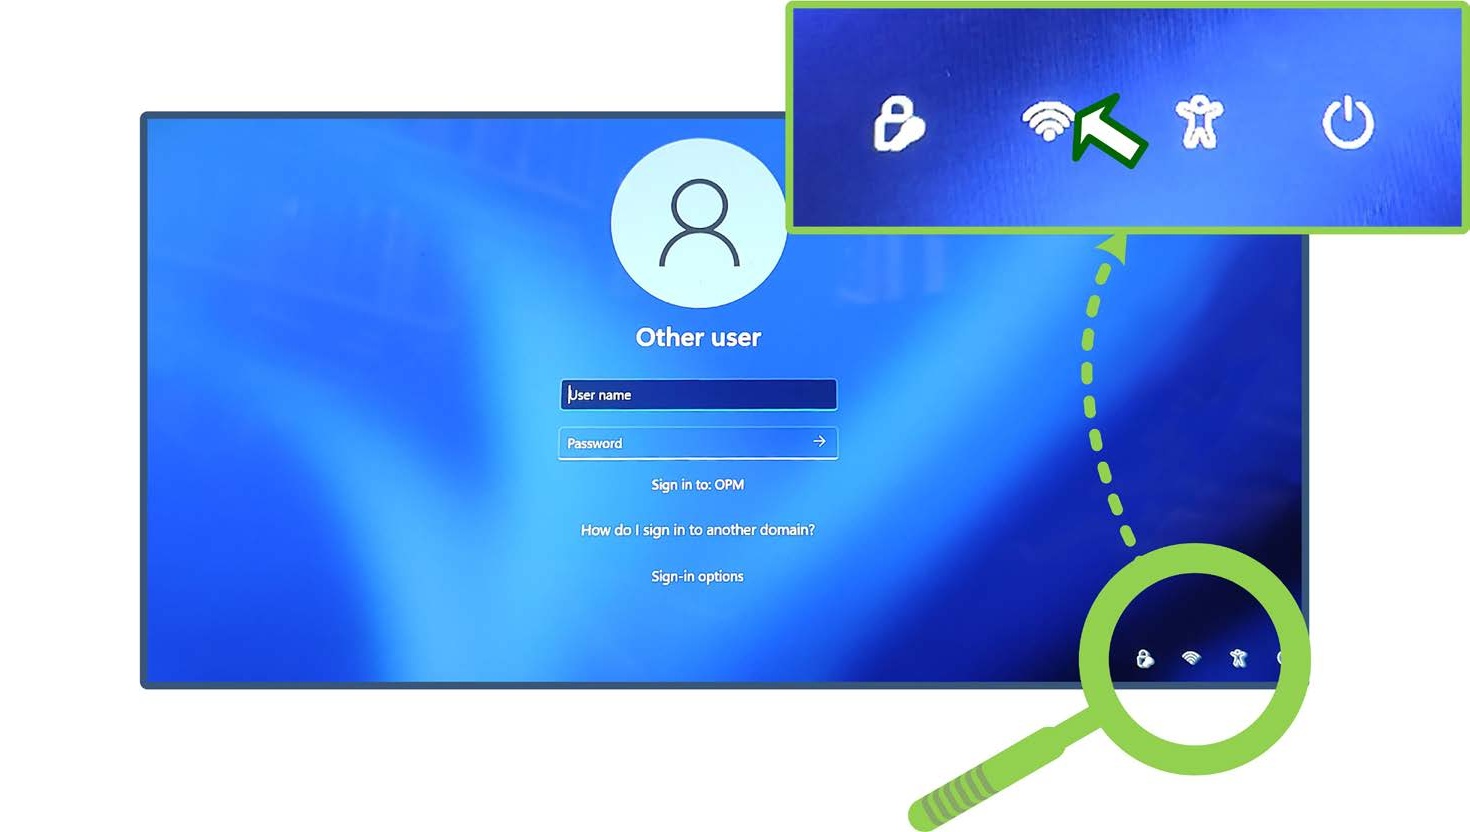 Other user
User name
Password
Sign in to: OPM
How do I sign in to another domain?
Sign-in options